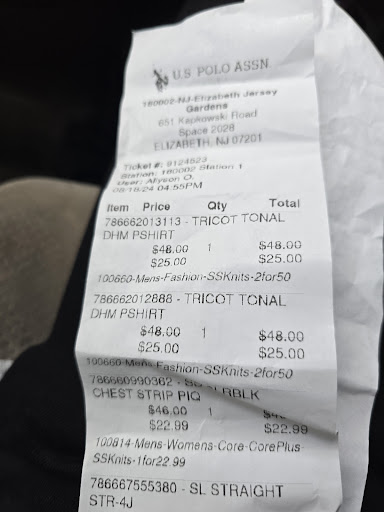 U.S. POLO ASSN.
180002-NJ-Elizabeth Jersey
Gardens
651 Kapkowski Road
Space 2028
ELIZABETH, NJ 07201
Ticket #: 9124523
Station: 180002 Station 1
User: Allyson O.
08/18/24 04:55PM
Item Price Qty Total
786662013113 - TRICOT TONAL
DHM PSHIRT
$48.00 1 $48.00
$25.00 $25.00
100660-Mens-Fashion-SSKnits-2for50
786662012888 - TRICOT TONAL
DHM PSHIRT
$48.00 1 $48.00
$25.00 $25.00
100660-Mens-Fashion-SSKnits-2for50
786660990362 - RBLK
CHEST STRIP PIQ
$46.00 1
$22.99 $22.99
100814-Mens-Womens-Core-CorePlus-
SSKnits-1for22.99
786667555380 - SL STRAIGHT
STR-4J